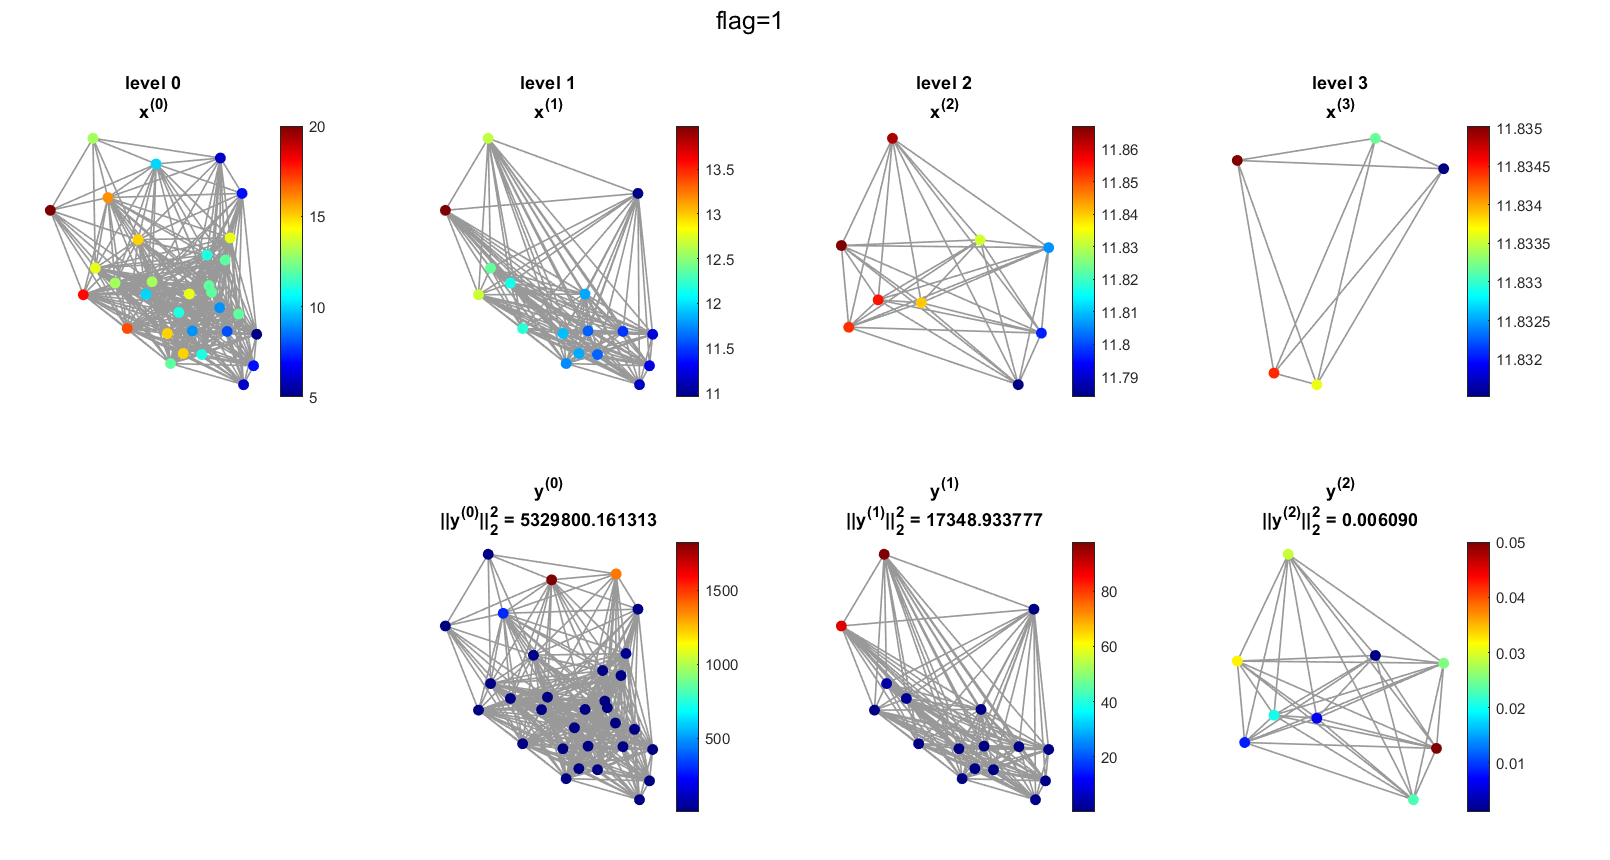 flag=1
level 0
x^(0)
20
15
10
5
level 1
x^(1)
13.5
13
12.5
12
11.5
11
level 2
x^(2)
11.86
11.85
11.84
11.83
11.82
11.81
11.8
11.79
level 3
x^(3)
11.835
11.8345
11.834
11.8335
11.833
11.8325
11.832
y^(0)
||y^(0)||_2^2 = 5329800.161313
1500
1000
500
y^(1)
||y^(1)||_2^2 = 17348.933777
80
60
40
20
y^(2)
||y^(2)||_2^2 = 0.006090
0.05
0.04
0.03
0.02
0.01